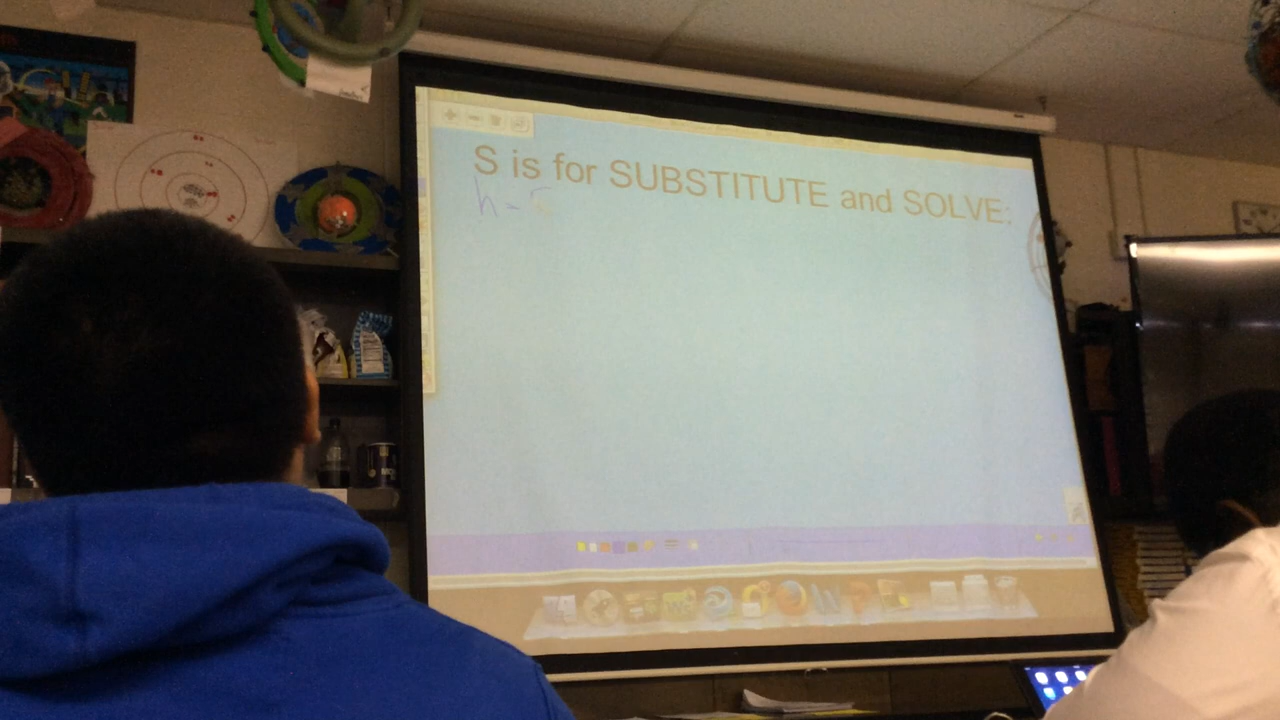 S is for SUBSTITUTE and SOLVE:
h =